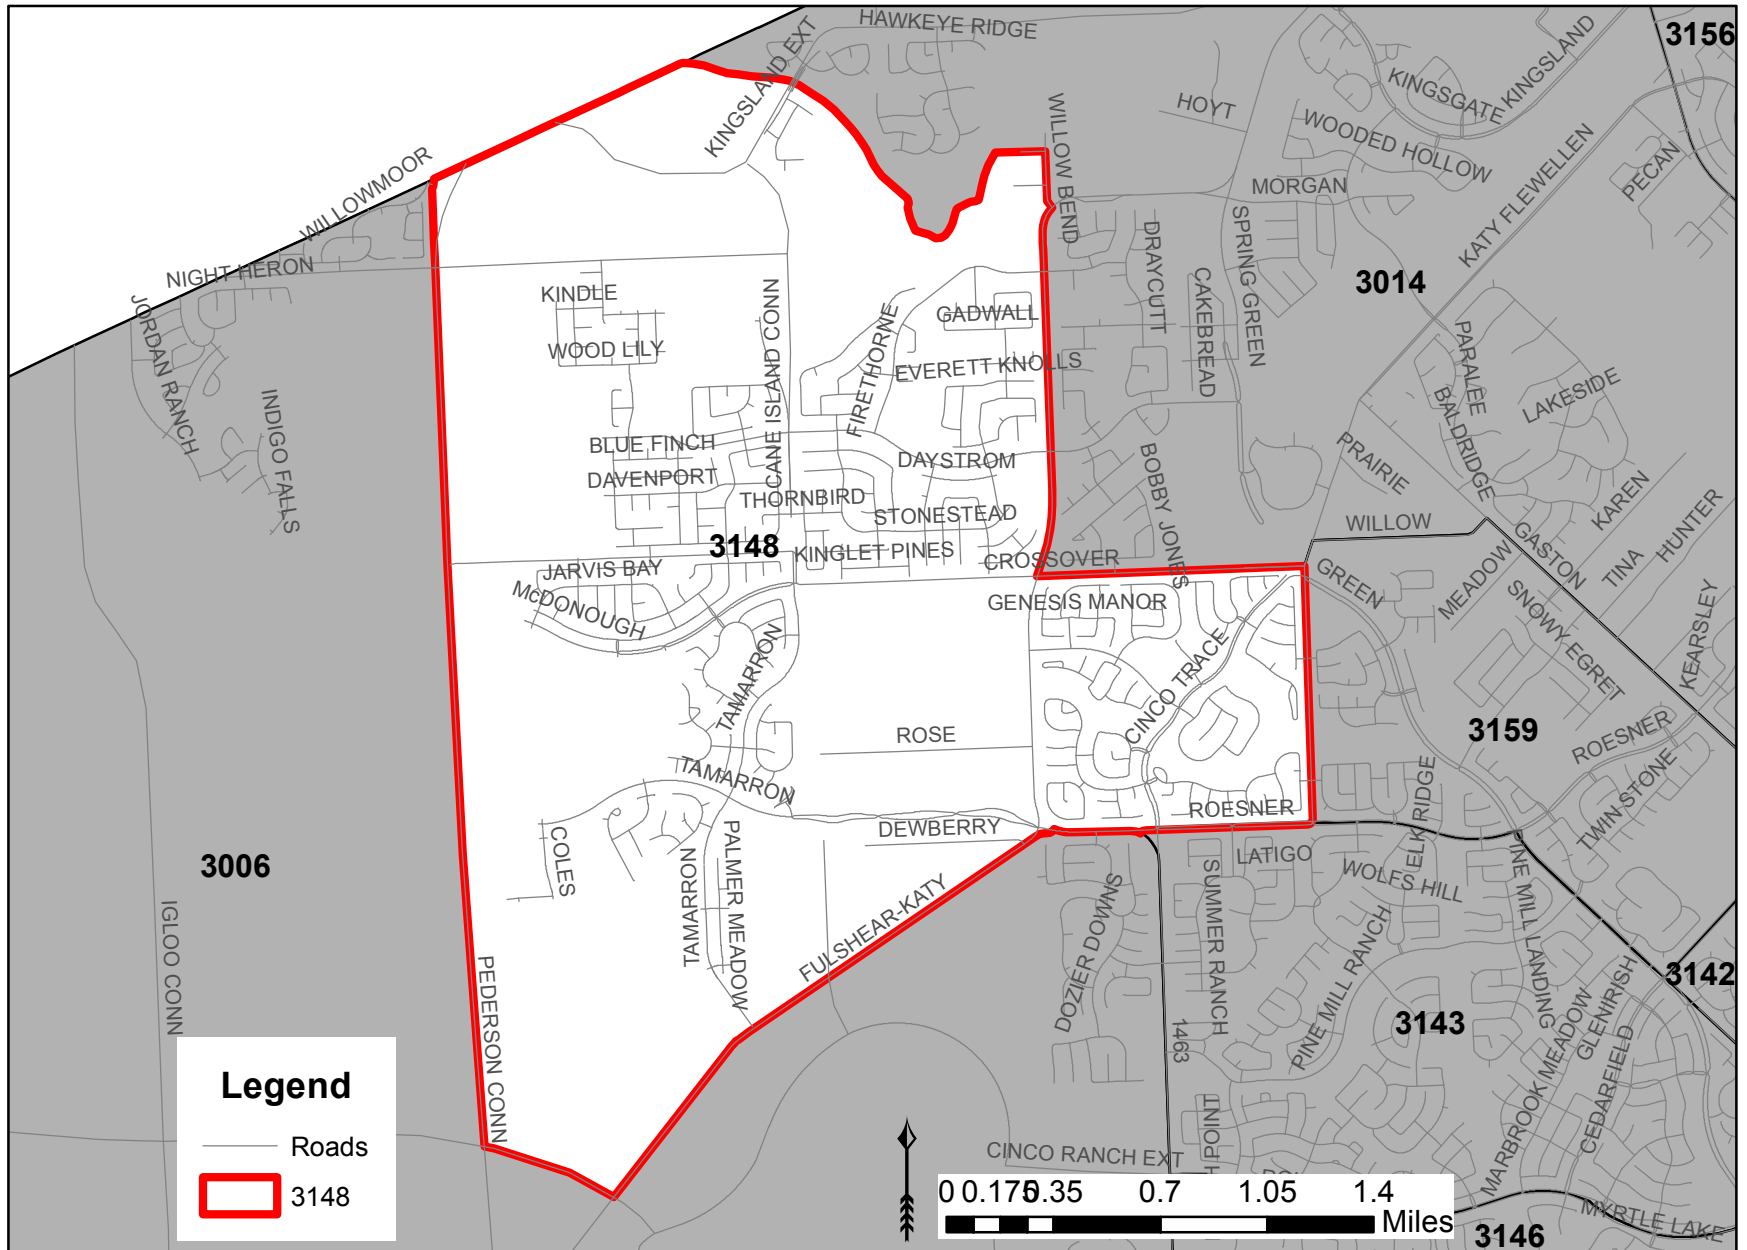 HAWKEYE RIDGE
3156
KINGSLAND EXT
KINGSGATE
KINGSLAND
HOYT
WILLOW BEND
WOODED HOLLOW
KATY FLEWELLEN
PECAN
WILLOWMOOR
MORGAN
NIGHT HERON
DRAYCUTT
SPRING GREEN
CAKEBREAD
3014
KINDLE
CANE ISLAND CONN
GADWALL
FIRETHORNE
JORDAN RANCH
WOOD LILY
EVERETT KNOLLS
PARALEE
LAKESIDE
BALDRIDGE
INDIGO FALLS
BLUE FINCH
DAVENPORT
DAYSTROM
BOBBY JONES
PRAIRIE
KAREN
THORNBIRD
STONESTEAD
WILLOW
GASTON
HUNTER
TINA
3148
KINGLET PINES
CROSSOVER
JARVIS BAY
McDONOUGH
GENESIS MANOR
GREEN
MEADOW
SNOWY EGRET
KEARSLEY
TAMARRON
CINCO TRACE
ROSE
3159
ROESNER
TAMARRON
ROESNER
ELK RIDGE
TWIN STONE
DEWBERRY
3006
COLES
TAMARRON
PALMER MEADOW
LATIGO
WOLFS HILL
SUMMER RANCH
DOZIER DOWNS
FULSHEAR-KATY
PINE MILL RANCH
INE MILL LANDING
IGLOO CONN
PEDERSON CONN
3142
GLENIRISH
MARBROOK MEADOW
CEDARFIELD
3143
1463
H POINT
CINCO RANCH EXT
MYRTLE LAKE
3146
Legend
Roads
3148
0 0.175 0.35 0.7 1.05 1.4
Miles